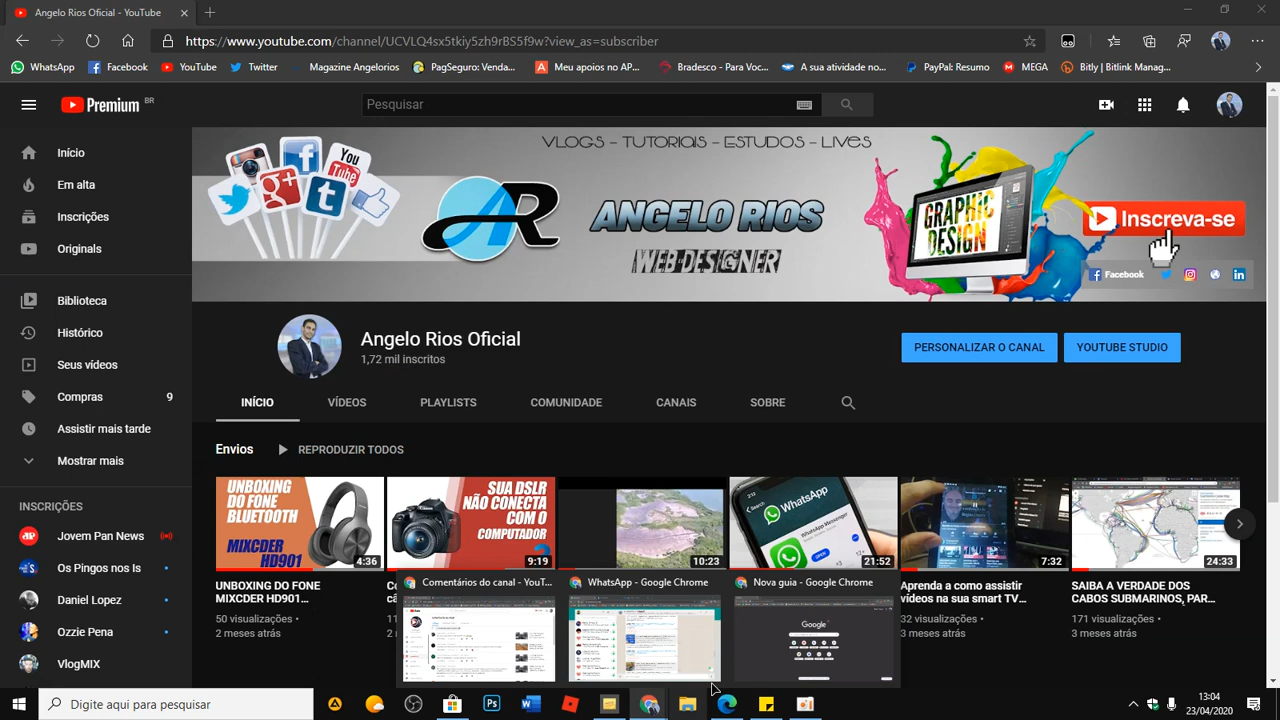 Angelo Rios Oficial - YouTube
https://www.youtube.com/channel/UCVLQ4sx5tkiy5zh9rBS5f9w?view_as=subscriber
WhatsApp
Facebook
YouTube
Twitter
Magazine Angelorios
PagSeguro: Venda...
Meu apoios no AP...
Bradesco - Para Voc...
A sua atividade no...
PayPal: Resumo
MEGA
Bitly | Bitlink Manag...
Premium BR
Pesquisar
Início
Em alta
Inscrições
Originals
Biblioteca
Histórico
Seus vídeos
Compras 9
Assistir mais tarde
Mostrar mais
INSCRIÇÕES
Jovem Pan News
Os Pingos nos Is
Daniel Lopez
Ozzie Pena
VlogMIX
VLOGS - TUTORIAIS - ESTUDOS - LIVES
You
Tube
AR
ANGELO RIOS
WEB DESIGNER
GRAPHIC
DESIGN
Inscreva-se
Facebook
Angelo Rios Oficial
1,72 mil inscritos
PERSONALIZAR O CANAL
YOUTUBE STUDIO
INÍCIO
VÍDEOS
PLAYLISTS
COMUNIDADE
CANAIS
SOBRE
Envios
REPRODUZIR TODOS
UNBOXING
DO FONE
BLUETOOTH
MIXCDER
HD901
4:36
SUA DSLR
NÃO CONECTA
COM O
COMPUTADOR
9:19
10:23
WhatsApp
WhatsApp Messenger
21:52
7:32
24:33
UNBOXING DO FONE
MIXCDER HD901...
visualizações •
2 meses atrás
Aprenda a como assistir
vídeos na sua smart TV ...
32 visualizações •
3 meses atrás
SAIBA A VERDADE DOS
CABOS SUBMARINOS, PAR...
171 visualizações •
3 meses atrás
Comentários do canal - YouT...
WhatsApp - Google Chrome
Nova guia - Google Chrome
Google
Digite aqui para pesquisar
13:04
23/04/2020